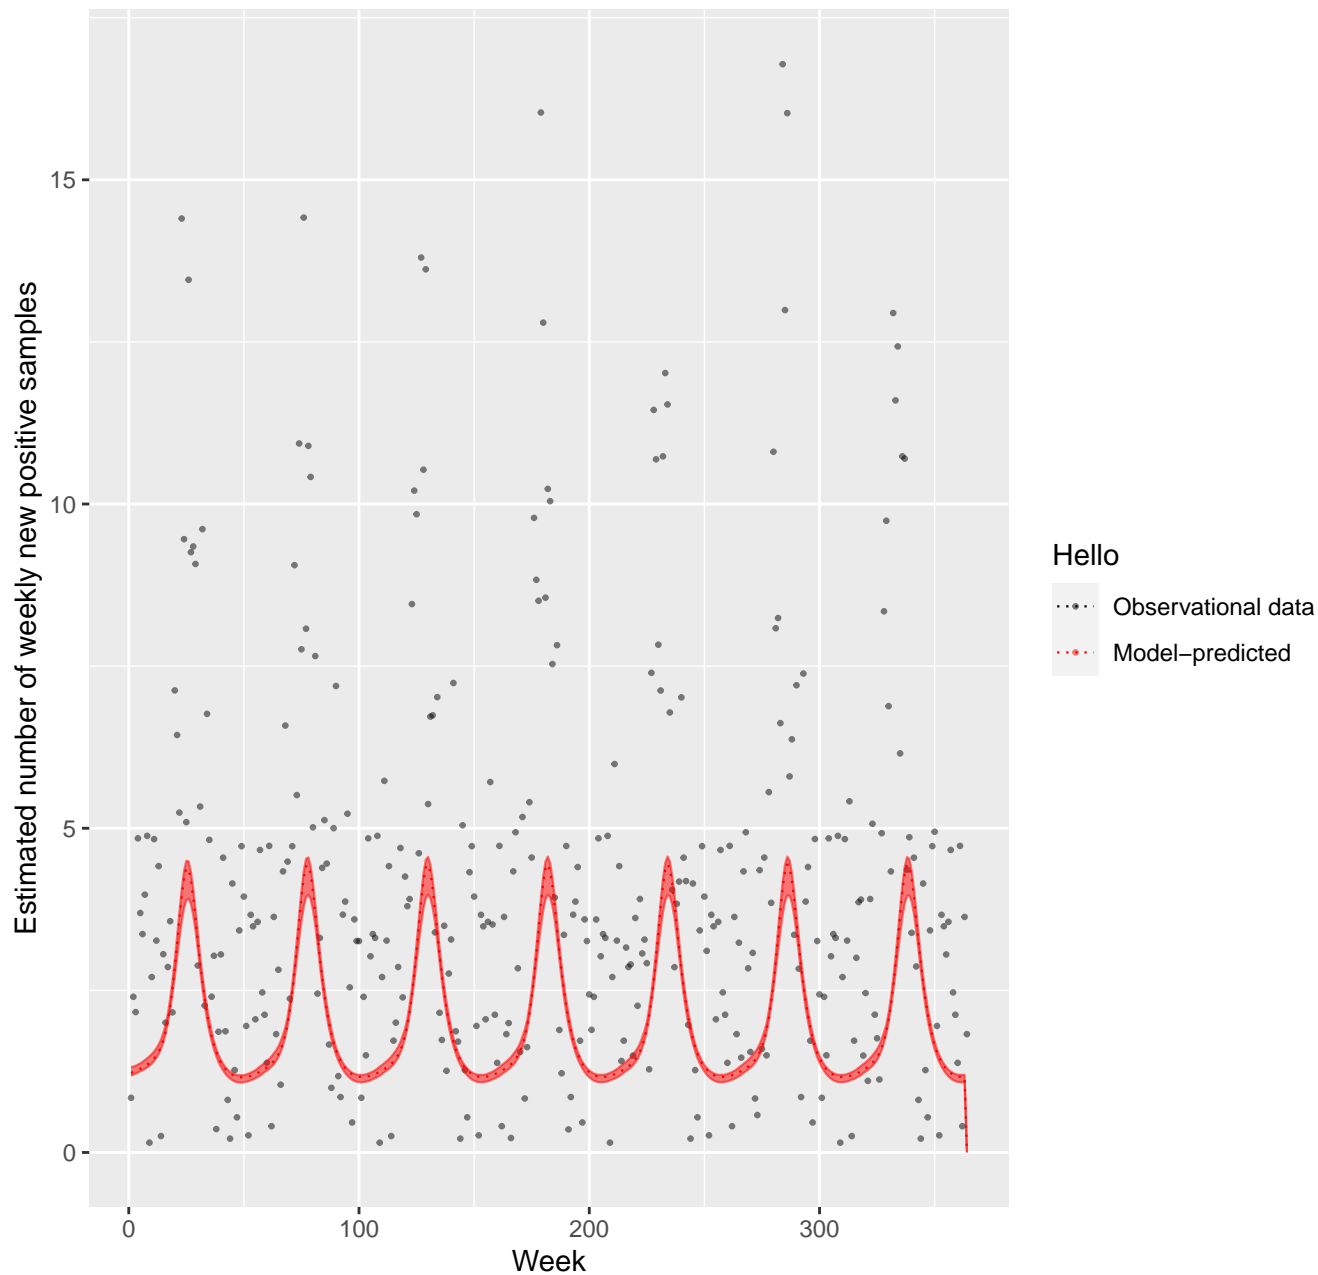 Estimated number of weekly new positive samples
15
10
5
0
0
100
200
300
Week
Hello
Observational data
Model−predicted